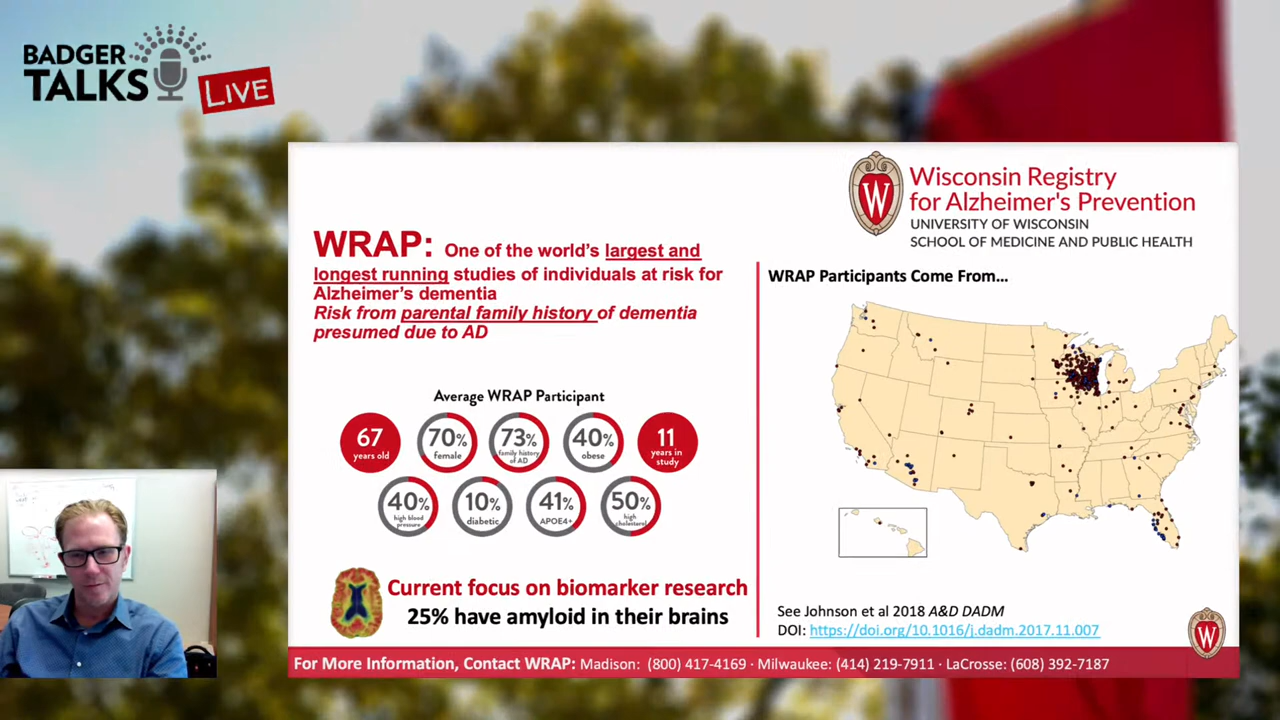 BADGER
TALKS
LIVE
Wisconsin Registry
for Alzheimer's Prevention
UNIVERSITY OF WISCONSIN
SCHOOL OF MEDICINE AND PUBLIC HEALTH
W
WRAP: One of the world's largest and
longest running studies of individuals at risk for
Alzheimer's dementia
Risk from parental family history of dementia
presumed due to AD
Average WRAP Participant
67
years old
70%
female
73%
family history
of AD
40%
obese
11
years in
study
40%
high blood
pressure
10%
diabetic
41%
APOE4+
50%
high
cholesterol
Current focus on biomarker research
25% have amyloid in their brains
WRAP Participants Come From...
See Johnson et al 2018 A&D DADM
DOI: https://doi.org/10.1016/j.dadm.2017.11.007
W
For More Information, Contact WRAP: Madison: (800) 417-4169 · Milwaukee: (414) 219-7911 · LaCrosse: (608) 392-7187